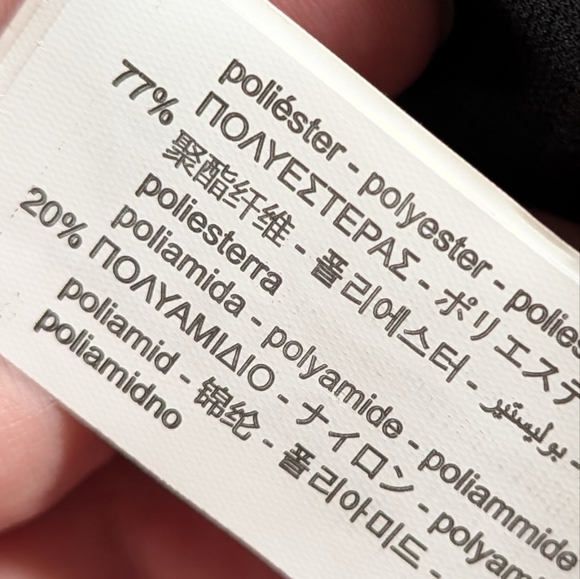 77% poliéster - polyester - polies
ΠΟΛΥΕΣΤΕΡΑΣ - ポリエステ
聚酯纤维 - 폴리에스터 - بوليستير -
poliesterra
20% poliamida - polyamide - poliammide
ΠΟΛΥΑΜΙΔΙΟ - ナイロン - polyam
poliamid - 锦纶 - 폴리아미드 -
poliamidno